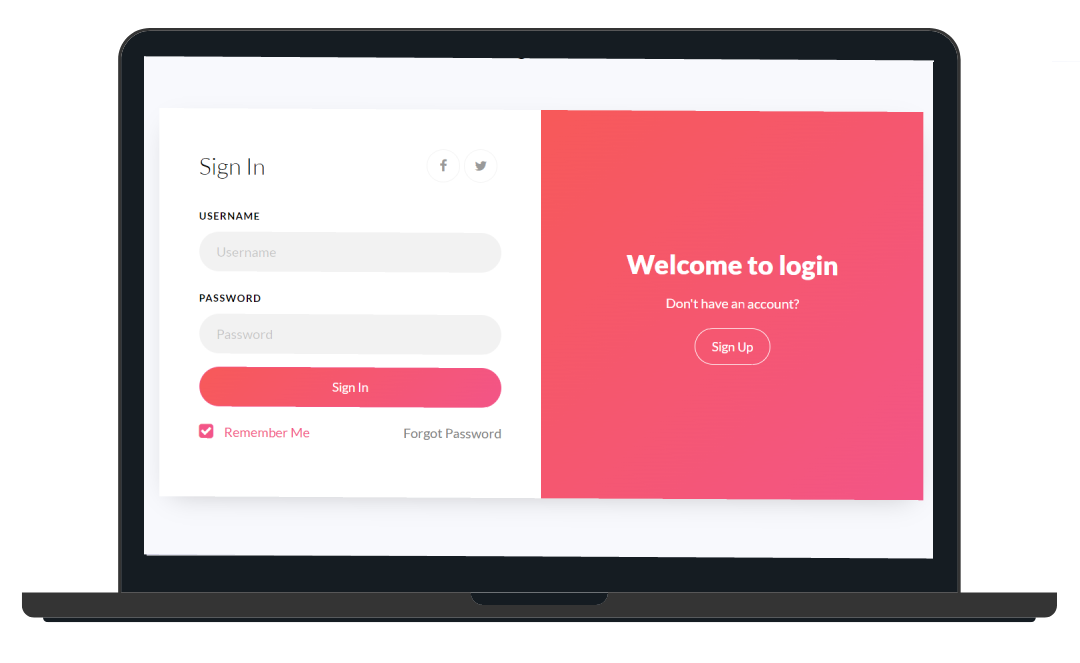 Sign In
USERNAME
Username
PASSWORD
Password
Sign In
Remember Me
Forgot Password
Welcome to login
Don't have an account?
Sign Up